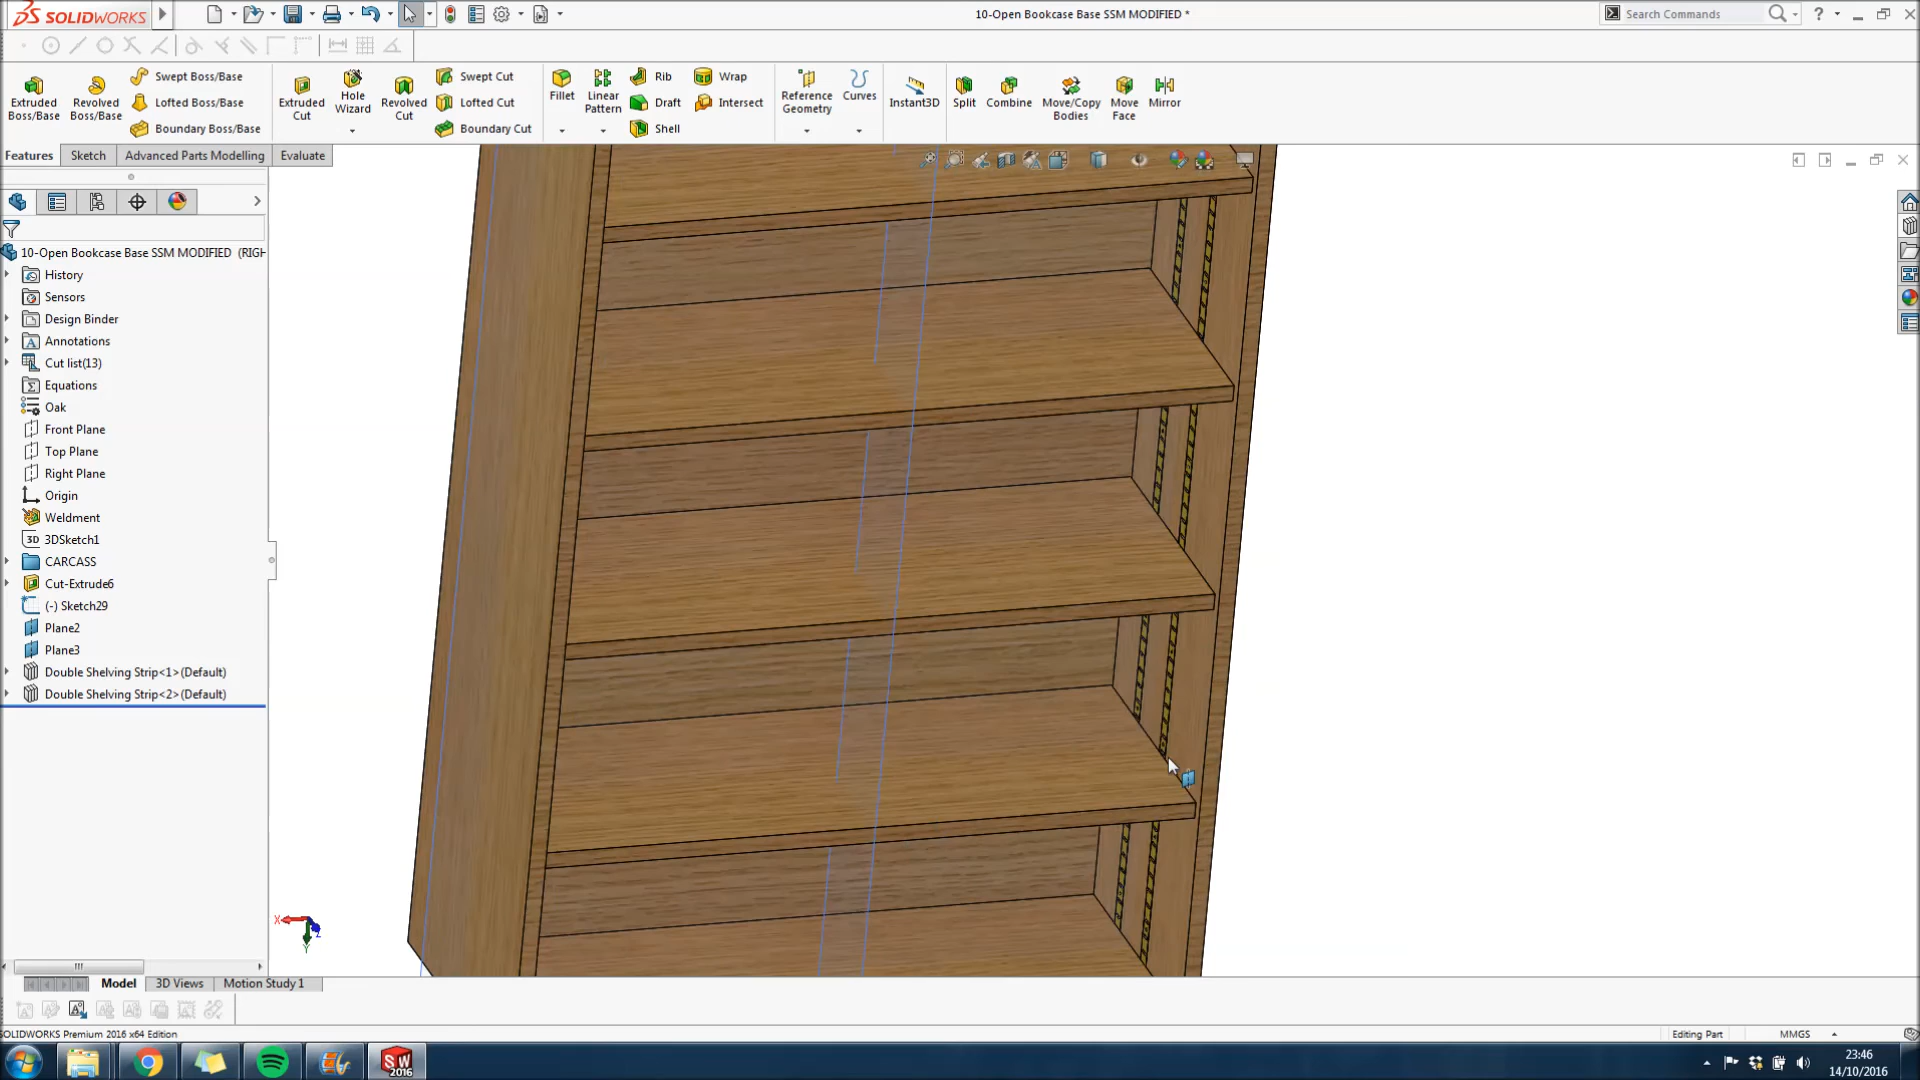 SOLIDWORKS
10-Open Bookcase Base SSM MODIFIED *
Search Commands
?
Extruded Boss/Base
Revolved Boss/Base
Swept Boss/Base
Lofted Boss/Base
Boundary Boss/Base
Extruded Cut
Hole Wizard
Revolved Cut
Swept Cut
Lofted Cut
Boundary Cut
Fillet
Linear Pattern
Rib
Draft
Shell
Wrap
Intersect
Reference Geometry
Curves
Instant3D
Split
Combine
Move/Copy Bodies
Move Face
Mirror
Features
Sketch
Advanced Parts Modelling
Evaluate
10-Open Bookcase Base SSM MODIFIED (RIGH
History
Sensors
Design Binder
Annotations
Cut list(13)
Equations
Oak
Front Plane
Top Plane
Right Plane
Origin
Weldment
3D 3DSketch1
CARCASS
Cut-Extrude6
(-) Sketch29
Plane2
Plane3
Double Shelving Strip<1>(Default)
Double Shelving Strip<2>(Default)
X
Y
Model
3D Views
Motion Study 1
SOLIDWORKS Premium 2016 x64 Edition
Editing Part
MMGS
SW
2016
23:46
14/10/2016